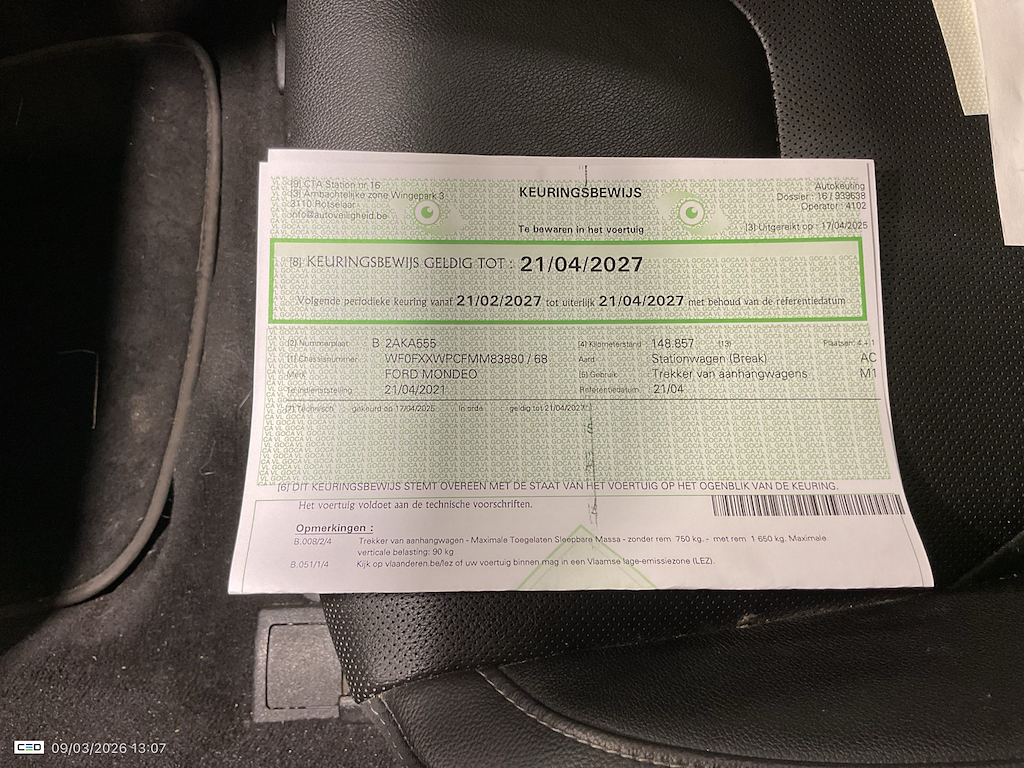 [9] CTA Station nr 16
[3] Ambachtelijke zone Wingepark 3
3110 Rotselaar
info@autoveiligheid.be
KEURINGSBEWIJS
Te bewaren in het voertuig
Autokeuring
Dossier : 16 / 939638
Operator : 4102
[3] Uitgereikt op : 17/04/2025
[8] KEURINGSBEWIJS GELDIG TOT : 21/04/2027
Volgende periodieke keuring vanaf 21/02/2027 tot uiterlijk 21/04/2027 met behoud van de referentiedatum
[2] Nummerplaat B 2AKA555 [4] Kilometerstand 148.857 (19) Plaatsen: 4 + 1
[1] Chassisnummer WF0FXXWPCFMM83880 / 68 Aard Stationwagen (Break) AC
Merk FORD MONDEO [5] Gebruik Trekker van aanhangwagens M1
1e Indienststelling 21/04/2021 Referentiedatum 21/04
[7] Technisch gekeurd op 17/04/2025 In orde geldig tot 21/04/2027
[6] DIT KEURINGSBEWIJS STEMT OVEREEN MET DE STAAT VAN HET VOERTUIG OP HET OGENBLIK VAN DE KEURING.
Het voertuig voldoet aan de technische voorschriften.
Opmerkingen :
B.008/2/4 Trekker van aanhangwagen - Maximale Toegelaten Sleepbare Massa - zonder rem 750 kg. - met rem 1 650 kg. Maximale
verticale belasting: 90 kg
B.051/1/4 Kijk op vlaanderen.be/lez of uw voertuig binnen mag in een Vlaamse lage-emissiezone (LEZ).
CED 09/03/2026 13:07